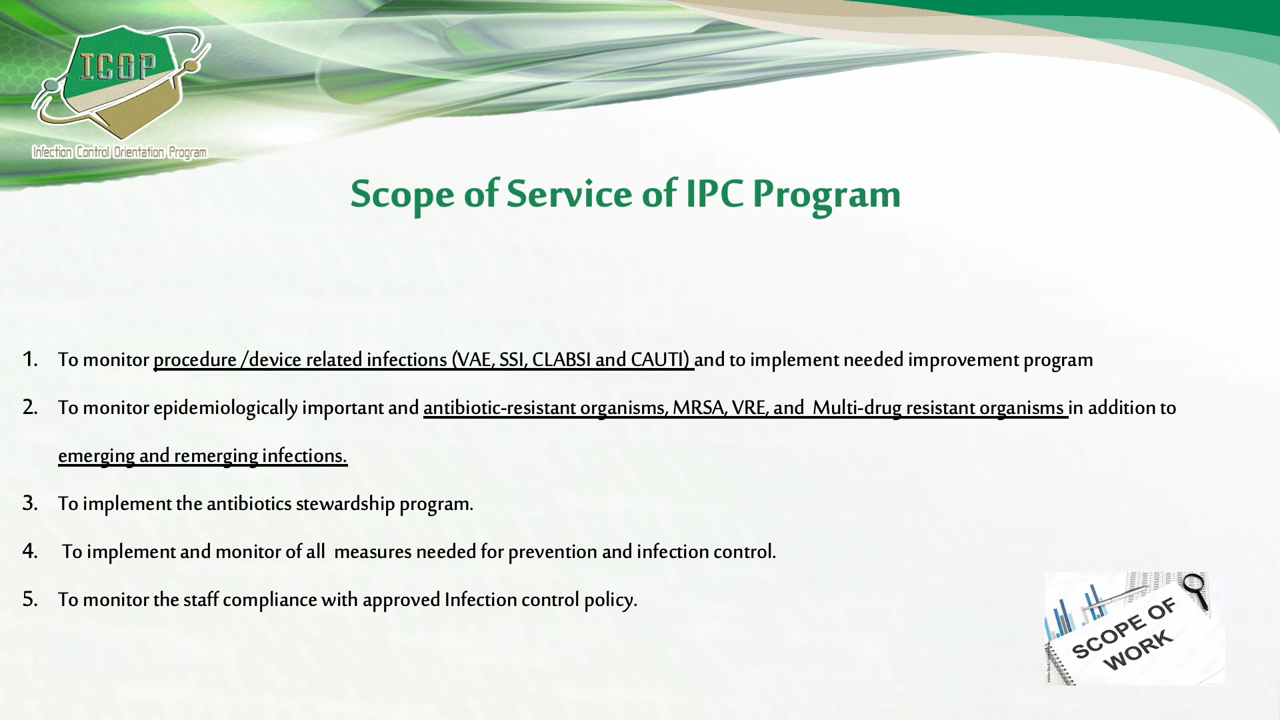 ICOP
Infection Control Orientation Program
Scope of Service of IPC Program
1. To monitor procedure /device related infections (VAE, SSI, CLABSI and CAUTI) and to implement needed improvement program
2. To monitor epidemiologically important and antibiotic-resistant organisms, MRSA, VRE, and Multi-drug resistant organisms in addition to
emerging and remerging infections.
3. To implement the antibiotics stewardship program.
4. To implement and monitor of all measures needed for prevention and infection control.
5. To monitor the staff compliance with approved Infection control policy.
SCOPE OF
WORK